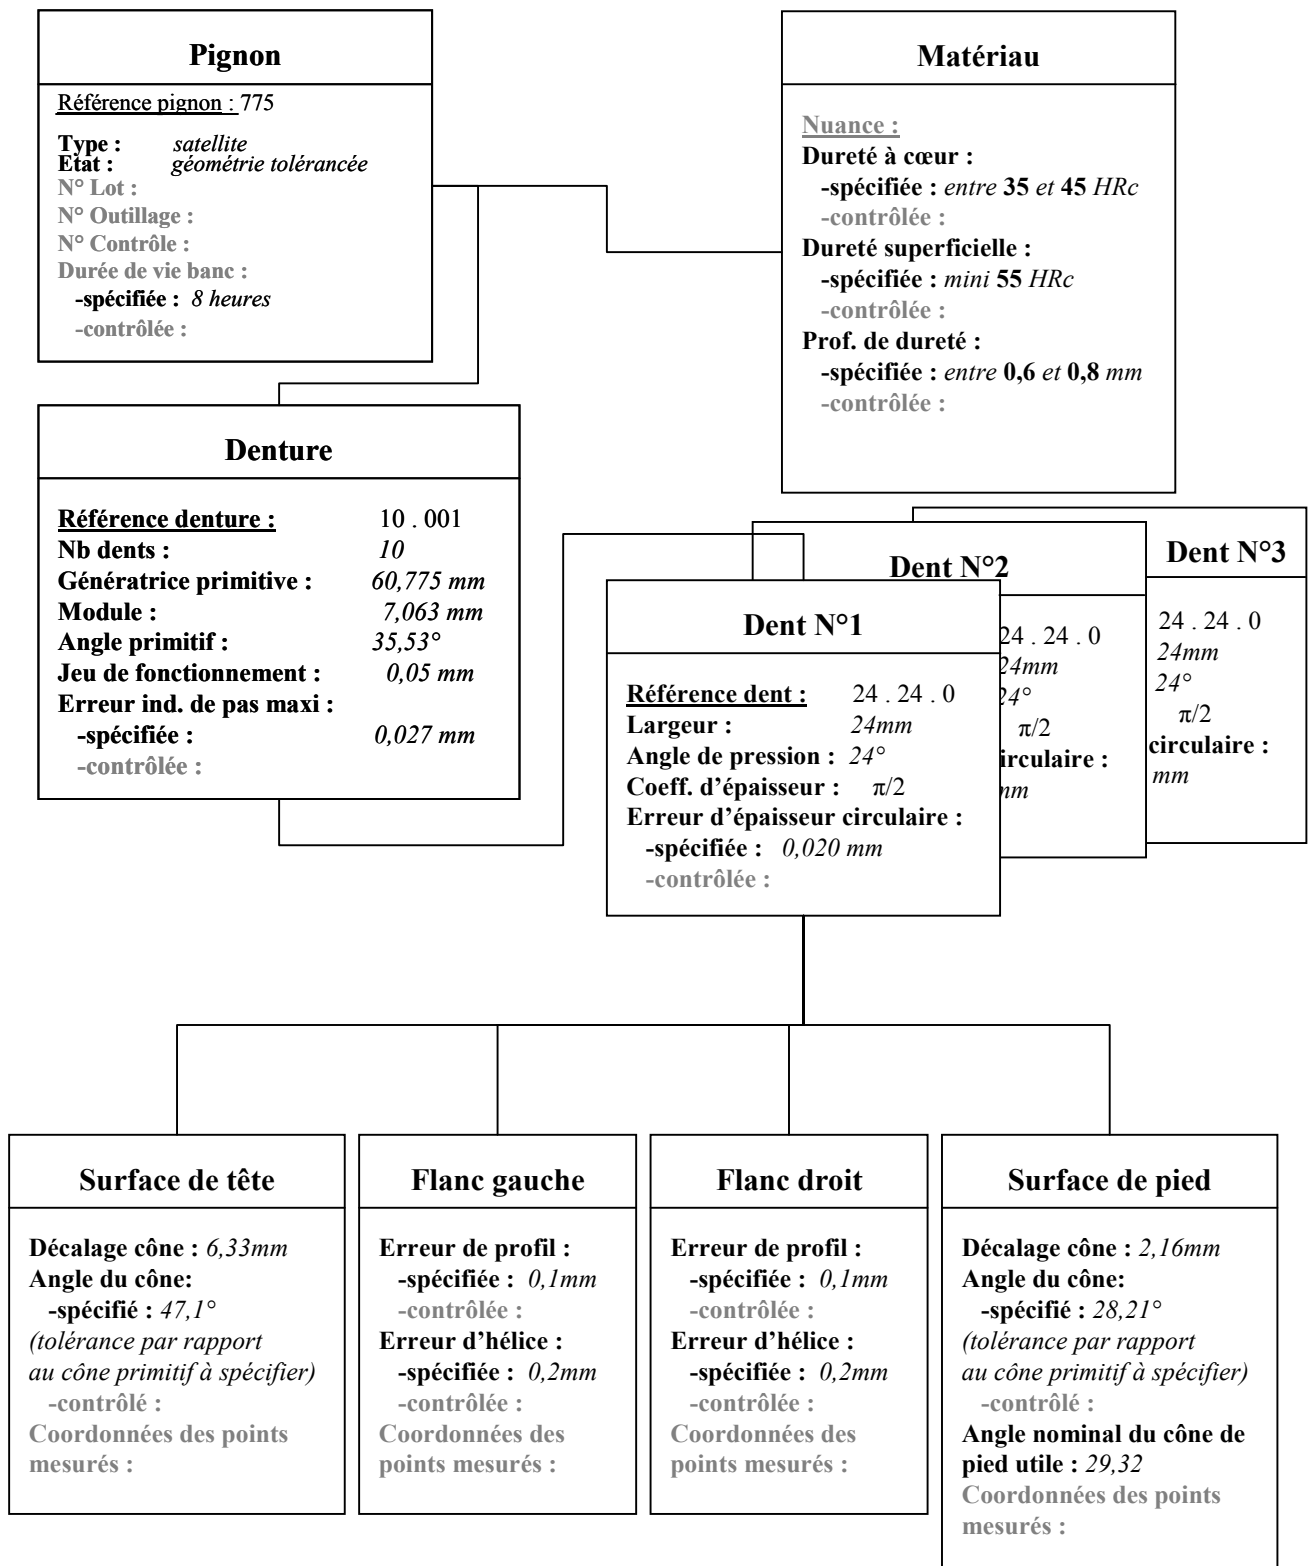 Pignon
Référence pignon : 775
Type : satellite
Etat : géométrie tolérancée
N° Lot :
N° Outillage :
N° Contrôle :
Durée de vie banc :
-spécifiée : 8 heures
-contrôlée :
Matériau
Nuance :
Dureté à cœur :
-spécifiée : entre 35 et 45 HRc
-contrôlée :
Dureté superficielle :
-spécifiée : mini 55 HRc
-contrôlée :
Prof. de dureté :
-spécifiée : entre 0,6 et 0,8 mm
-contrôlée :
Denture
Référence denture : 10 . 001
Nb dents : 10
Génératrice primitive : 60,775 mm
Module : 7,063 mm
Angle primitif : 35,53°
Jeu de fonctionnement : 0,05 mm
Erreur ind. de pas maxi :
-spécifiée : 0,027 mm
-contrôlée :
Dent N°1
Référence dent : 24 . 24 . 0
Largeur : 24mm
Angle de pression : 24°
Coeff. d'épaisseur : π/2
Erreur d'épaisseur circulaire :
-spécifiée : 0,020 mm
-contrôlée :
Dent N°2
24 . 24 . 0
24mm
24°
π/2
irculaire :
mm
Dent N°3
24 . 24 . 0
24mm
24°
π/2
circulaire :
mm
Surface de tête
Décalage cône : 6,33mm
Angle du cône:
-spécifié : 47,1°
(tolérance par rapport
au cône primitif à spécifier)
-contrôlé :
Coordonnées des points
mesurés :
Flanc gauche
Erreur de profil :
-spécifiée : 0,1mm
-contrôlée :
Erreur d'hélice :
-spécifiée : 0,2mm
-contrôlée :
Coordonnées des
points mesurés :
Flanc droit
Erreur de profil :
-spécifiée : 0,1mm
-contrôlée :
Erreur d'hélice :
-spécifiée : 0,2mm
-contrôlée :
Coordonnées des
points mesurés :
Surface de pied
Décalage cône : 2,16mm
Angle du cône:
-spécifié : 28,21°
(tolérance par rapport
au cône primitif à spécifier)
-contrôlé :
Angle nominal du cône de
pied utile : 29,32
Coordonnées des points
mesurés :